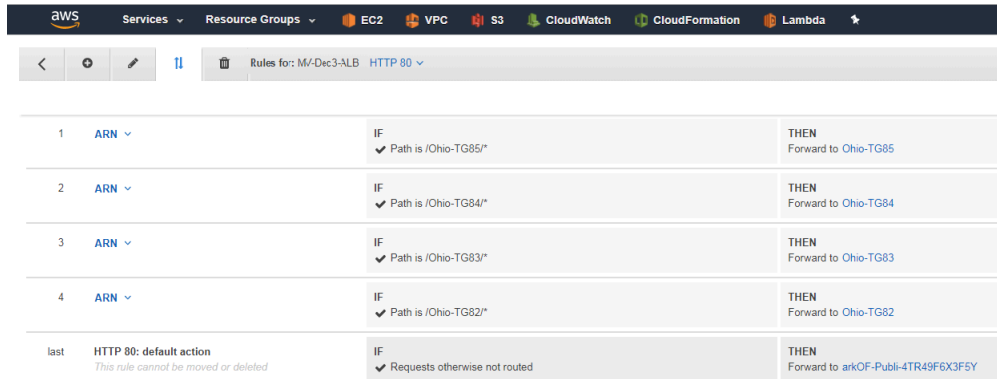 aws Services Resource Groups EC2 VPC S3 CloudWatch CloudFormation Lambda
Rules for: MV-Dec3-ALB HTTP 80
1 ARN IF THEN
Path is /Ohio-TG85/* Forward to Ohio-TG85
2 ARN IF THEN
Path is /Ohio-TG84/* Forward to Ohio-TG84
3 ARN IF THEN
Path is /Ohio-TG83/* Forward to Ohio-TG83
4 ARN IF THEN
Path is /Ohio-TG82/* Forward to Ohio-TG82
last HTTP 80: default action IF THEN
This rule cannot be moved or deleted Requests otherwise not routed Forward to arkOF-Publi-4TR49F6X3F5Y